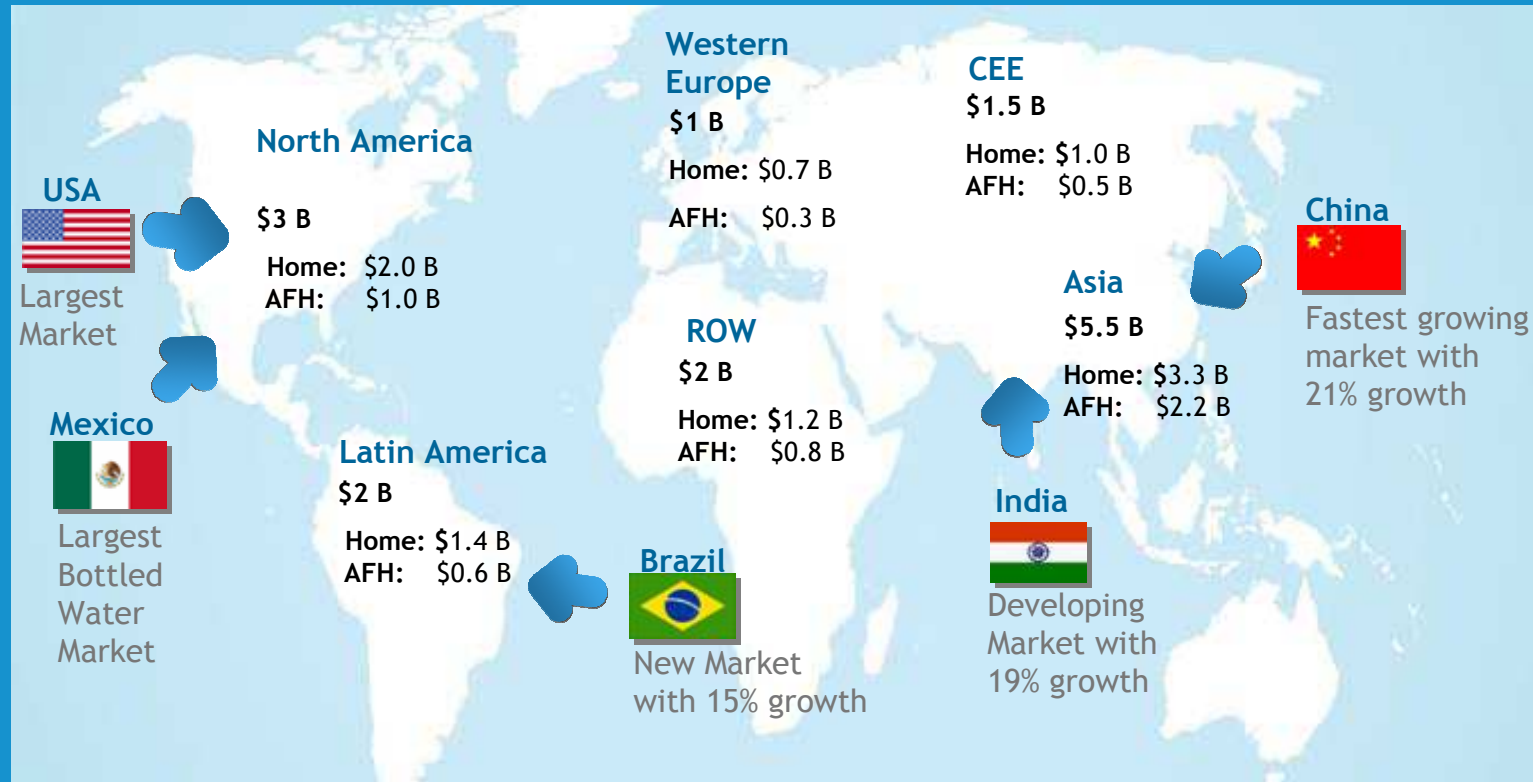 USA
Largest
Market
Mexico
Largest
Bottled
Water
Market
North America
$3 B
Home: $2.0 B
AFH: $1.0 B
Latin America
$2 B
Home: $1.4 B
AFH: $0.6 B
Western
Europe
$1 B
Home: $0.7 B
AFH: $0.3 B
ROW
$2 B
Home: $1.2 B
AFH: $0.8 B
Brazil
New Market
with 15% growth
CEE
$1.5 B
Home: $1.0 B
AFH: $0.5 B
Asia
$5.5 B
Home: $3.3 B
AFH: $2.2 B
India
Developing
Market with
19% growth
China
Fastest growing
market with
21% growth